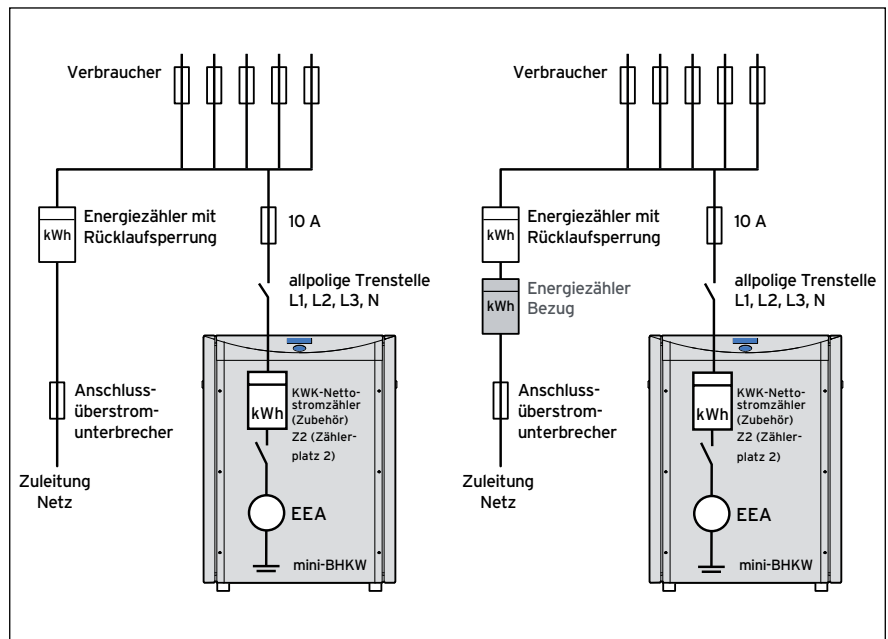 Verbraucher
Energiezähler mit
Rücklaufsperrung
kWh
10 A
allpolige Trenstelle
L1, L2, L3, N
Anschluss-
überstrom-
unterbrecher
KWK-Netto-
stromzähler
(Zubehör)
Z2 (Zähler-
platz 2)
kWh
Zuleitung
Netz
EEA
mini-BHKW
Verbraucher
Energiezähler mit
Rücklaufsperrung
kWh
10 A
allpolige Trenstelle
L1, L2, L3, N
Energiezähler
Bezug
kWh
Anschluss-
überstrom-
unterbrecher
KWK-Netto-
stromzähler
(Zubehör)
Z2 (Zähler-
platz 2)
kWh
Zuleitung
Netz
EEA
mini-BHKW